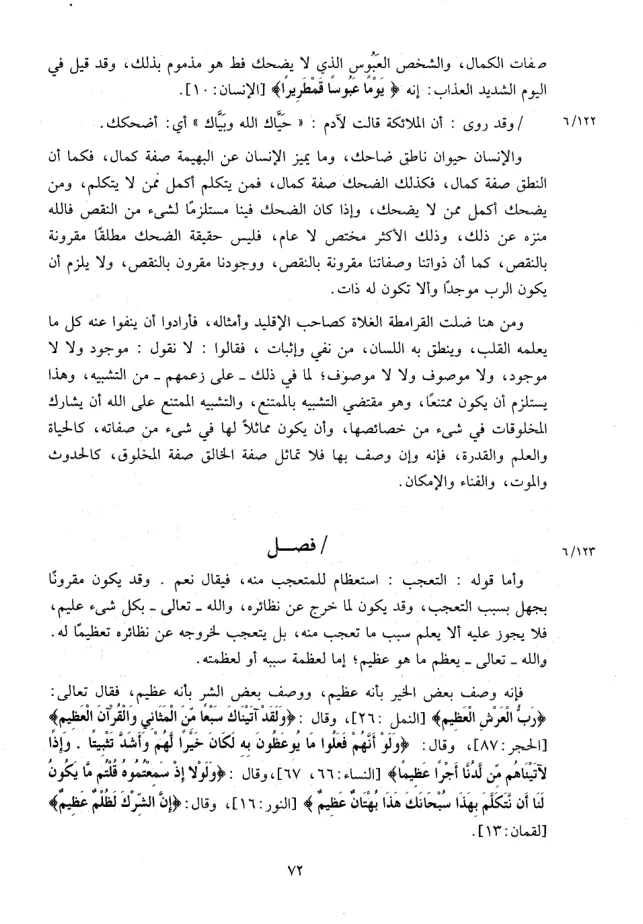 صفات الكمال، والشخص العَبُوس الذي لا يضحك قط هو مذموم بذلك، وقد قيل في
اليوم الشديد العذاب: إنه ﴿ يَوْمًا عَبُوسًا قَمْطَرِيرًا﴾ [الإنسان:١٠].
٦/١٢٢ / وقد روى : أن الملائكة قالت لآدم : « حَيَّاك الله وبَيَّاك » أي: أضحكك.
والإنسان حيوان ناطق ضاحك، وما يميز الإنسان عن البهيمة صفة كمال، فكما أن
النطق صفة كمال، فكذلك الضحك صفة كمال، فمن يتكلم أكمل ممن لا يتكلم، ومن
يضحك أكمل ممن لا يضحك، وإذا كان الضحك فينا مستلزمًا لشىء من النقص فالله
منزه عن ذلك، وذلك الأكثر مختص لا عام، فليس حقيقة الضحك مطلقًا مقرونة
بالنقص، كما أن ذواتنا وصفاتنا مقرونة بالنقص، ووجودنا مقرون بالنقص، ولا يلزم أن
يكون الرب موجدًا وألا تكون له ذات.
ومن هنا ضلت القرامطة الغلاة كصاحب الإقليد وأمثاله، فأرادوا أن ينفوا عنه كل ما
يعلمه القلب، وينطق به اللسان، من نفي وإثبات ، فقالوا : لا نقول : موجود ولا لا
موجود، ولا موصوف ولا لا موصوف؛ لما في ذلك ـ على زعمهم ـ من التشبيه، وهذا
يستلزم أن يكون ممتنعًا، وهو مقتضي التشبيه بالممتنع، والتشبيه الممتنع على الله أن يشارك
المخلوقات في شىء من خصائصها، وأن يكون مماثلاً لها في شىء من صفاته، كالحياة
والعلم والقدرة، فإنه وإن وصف بها فلا تماثل صفة الخالق صفة المخلوق، كالحدوث
والموت، والفناء والإمكان.
٦/١٢٣ / فصـــل
وأما قوله : التعجب : استعظام للمتعجب منه، فيقال نعم . وقد يكون مقرونًا
بجهل بسبب التعجب، وقد يكون لما خرج عن نظائره، والله ـ تعالى ـ بكل شىء عليم،
فلا يجوز عليه ألا يعلم سبب ما تعجب منه، بل يتعجب لخروجه عن نظائره تعظيمًا له.
والله ـ تعالى ـ يعظم ما هو عظيم؛ إما لعظمة سببه أو لعظمته.
فإنه وصف بعض الخير بأنه عظيم، ووصف بعض الشر بأنه عظيم، فقال تعالى:
﴿رَبُّ الْعَرْشِ الْعَظِيمِ﴾ [النمل :٢٦]، وقال :﴿وَلَقَدْ آتَيْنَاكَ سَبْعًا مِّنَ الْمَثَانِي وَالْقُرْآنَ الْعَظِيمَ﴾
[الحجر:٨٧]، وقال: ﴿وَلَوْ أَنَّهُمْ فَعَلُوا مَا يُوعَظُونَ بِهِ لَكَانَ خَيْرًا لَّهُمْ وَأَشَدَّ تَثْبِيتًا . وَإِذًا
لآتَيْنَاهُم مِّن لَّدُنَّا أَجْرًا عَظِيمًا﴾ [النساء:٦٦، ٦٧]،وقال :﴿وَلَوْلا إِذْ سَمِعْتُمُوهُ قُلْتُم مَّا يَكُونُ
لَنَا أَن نَّتَكَلَّمَ بِهَذَا سُبْحَانَكَ هَذَا بُهْتَانٌ عَظِيمٌ ﴾ [النور:١٦]، وقال:﴿إِنَّ الشِّرْكَ لَظُلْمٌ عَظِيمٌ﴾
[لقمان:١٣].
٧٢